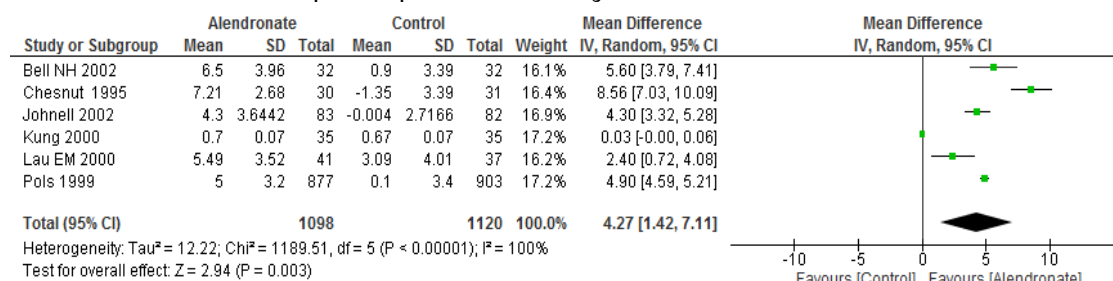 Alendronate Control Mean Difference Mean Difference
Study or Subgroup Mean SD Total Mean SD Total Weight IV, Random, 95% CI IV, Random, 95% CI
Bell NH 2002 6.5 3.96 32 0.9 3.39 32 16.1% 5.60 [3.79, 7.41]
Chesnut 1995 7.21 2.68 30 -1.35 3.39 31 16.4% 8.56 [7.03, 10.09]
Johnell 2002 4.3 3.6442 83 -0.004 2.7166 82 16.9% 4.30 [3.32, 5.28]
Kung 2000 0.7 0.07 35 0.67 0.07 35 17.2% 0.03 [-0.00, 0.06]
Lau EM 2000 5.49 3.52 41 3.09 4.01 37 16.2% 2.40 [0.72, 4.08]
Pols 1999 5 3.2 877 0.1 3.4 903 17.2% 4.90 [4.59, 5.21]
Total (95% CI) 1098 1120 100.0% 4.27 [1.42, 7.11]
Heterogeneity: Tau² = 12.22; Chi² = 1189.51, df = 5 (P < 0.00001); I² = 100%
Test for overall effect: Z = 2.94 (P = 0.003)
-10 -5 0 5 10
Favours [Control] Favours [Alendronate]